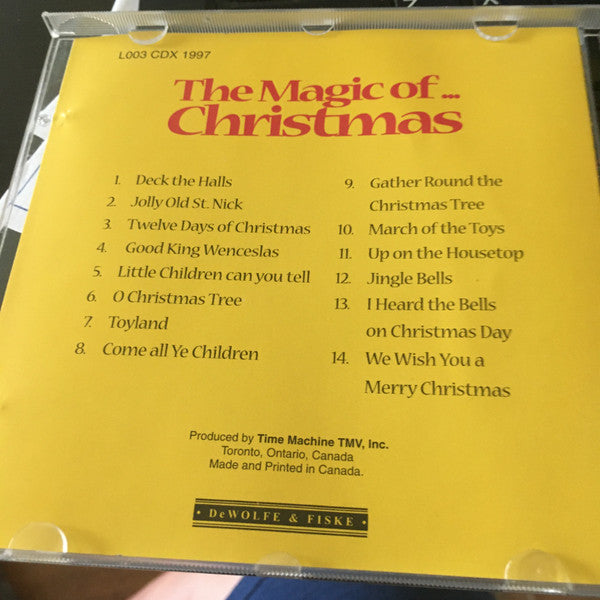 L003 CDX 1997
The Magic of...
Christmas
1. Deck the Halls
2. Jolly Old St. Nick
3. Twelve Days of Christmas
4. Good King Wenceslas
5. Little Children can you tell
6. O Christmas Tree
7. Toyland
8. Come all Ye Children
9. Gather Round the
Christmas Tree
10. March of the Toys
11. Up on the Housetop
12. Jingle Bells
13. I Heard the Bells
on Christmas Day
14. We Wish You a
Merry Christmas
Produced by Time Machine TMV, Inc.
Toronto, Ontario, Canada
Made and Printed in Canada.
• DeWOLFE & FISKE •